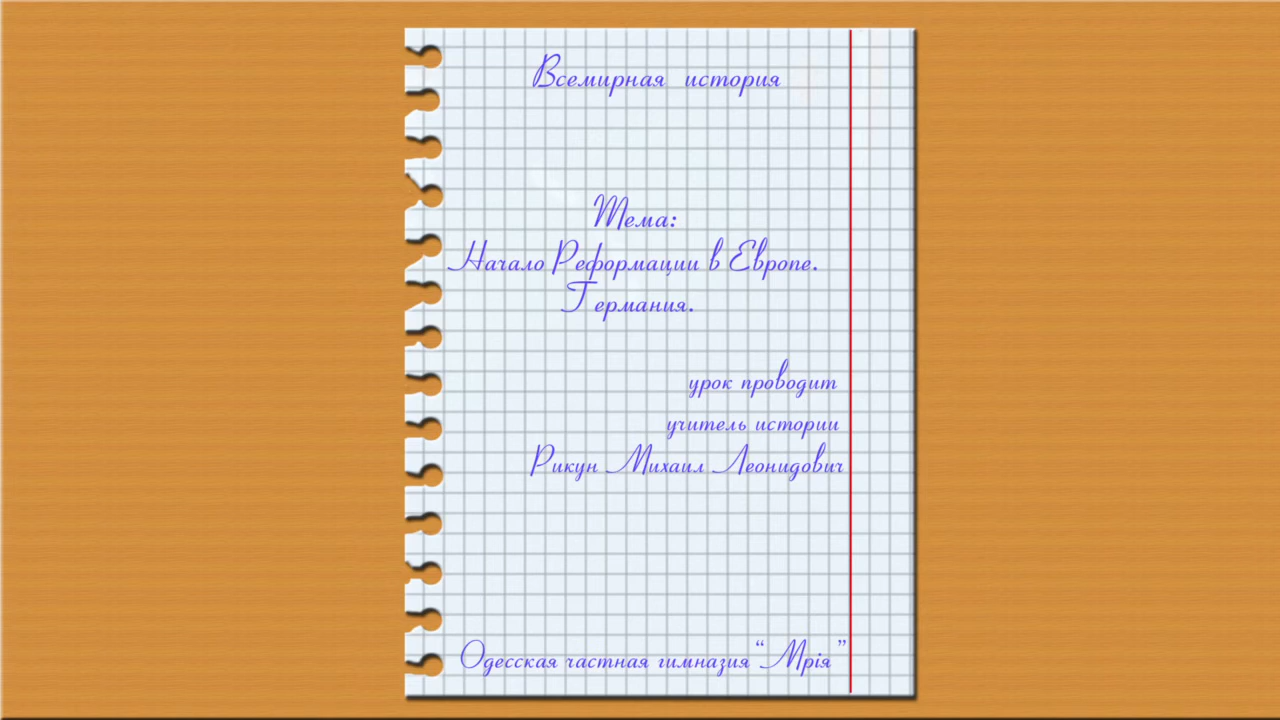 Всемирная история
Тема:
Начало Реформации в Европе.
Германия.
урок проводит
учитель истории
Рикун Михаил Леонидович
Одесская частная гимназия “Мрія”